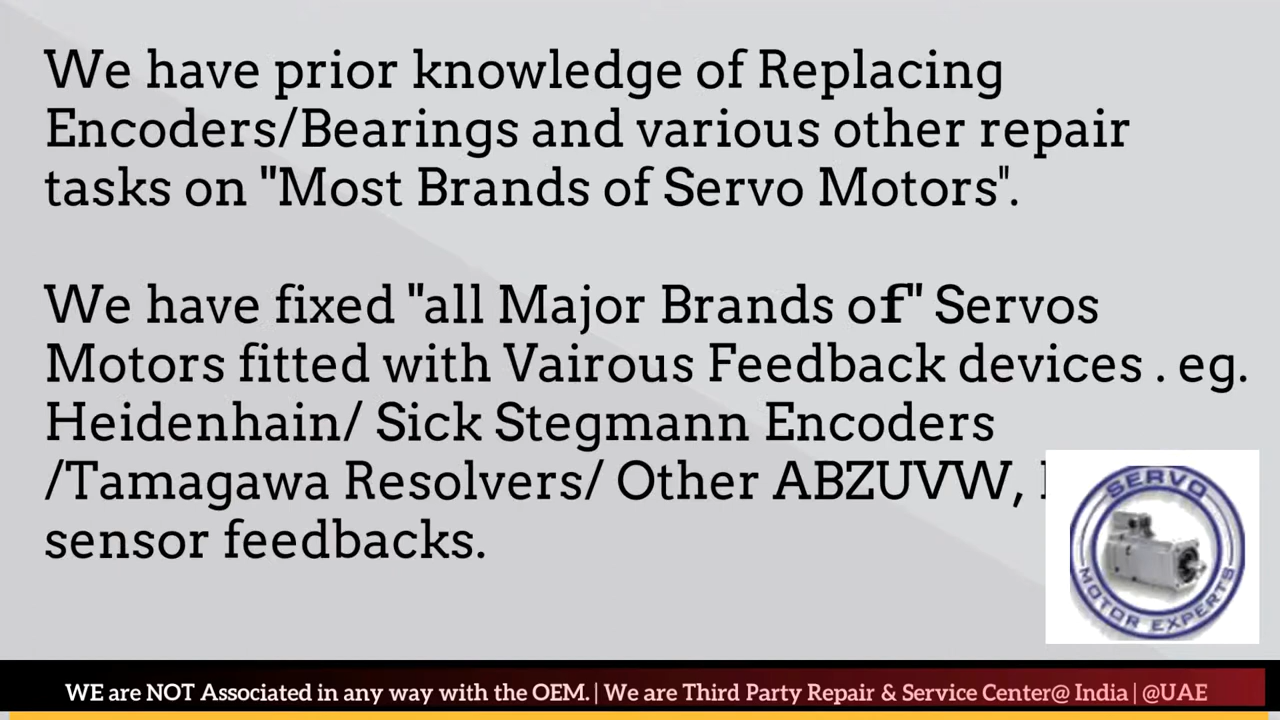 We have prior knowledge of Replacing
Encoders/Bearings and various other repair
tasks on "Most Brands of Servo Motors".
We have fixed "all Major Brands of" Servos
Motors fitted with Vairous Feedback devices . eg.
Heidenhain/ Sick Stegmann Encoders
/Tamagawa Resolvers/ Other ABZUVW,
sensor feedbacks.
SERVO
MOTOR EXPERTS
WE are NOT Associated in any way with the OEM. | We are Third Party Repair & Service Center@ India | @UAE